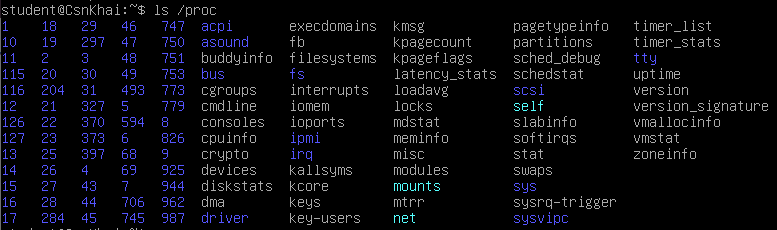 student@CsnKhai:~$ ls /proc
1 18 29 46 747 acpi execdomains kmsg pagetypeinfo timer_list
10 19 297 47 750 asound fb kpagecount partitions timer_stats
11 2 3 48 751 buddyinfo filesystems kpageflags sched_debug tty
115 20 30 49 753 bus fs latency_stats schedstat uptime
116 204 31 493 773 cgroups interrupts loadavg scsi version
12 21 327 5 779 cmdline iomem locks self version_signature
126 22 370 594 8 consoles ioports mdstat slabinfo vmallocinfo
127 23 373 6 826 cpuinfo ipmi meminfo softirqs vmstat
13 25 397 68 9 crypto irq misc stat zoneinfo
14 26 4 69 925 devices kallsyms modules swaps
15 27 43 7 944 diskstats kcore mounts sys
16 28 44 706 962 dma keys mtrr sysrq-trigger
17 284 45 745 987 driver key-users net sysvipc